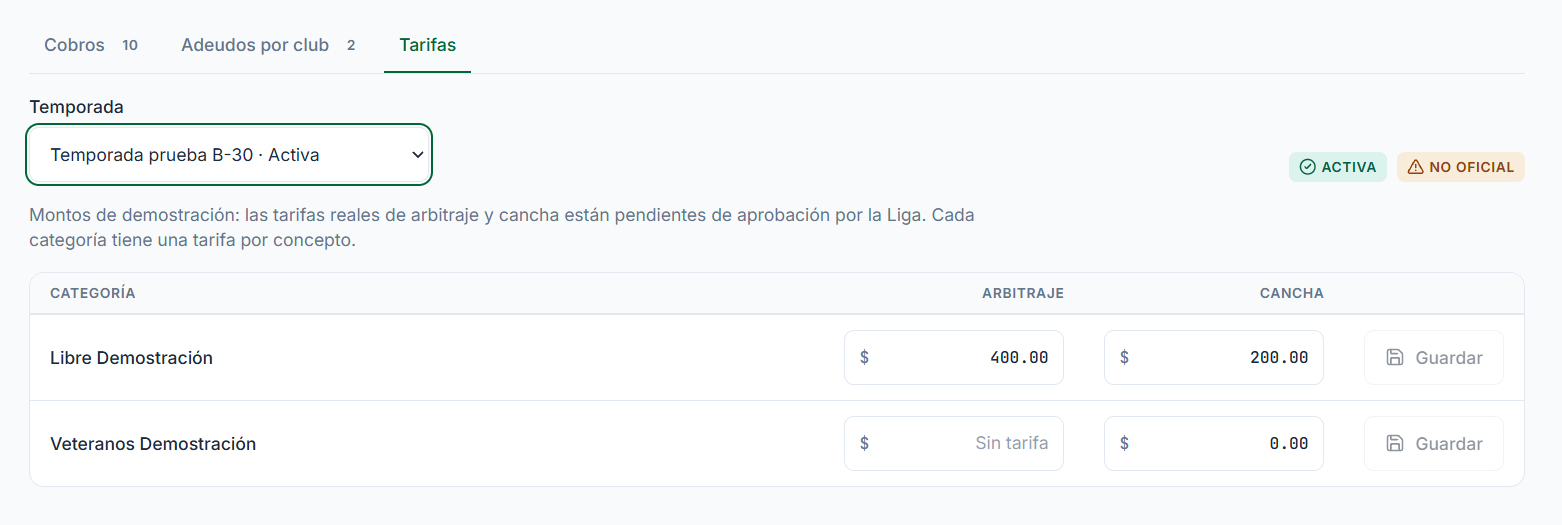 Cobros 10 Adeudos por club 2 Tarifas
Temporada
Temporada prueba B-30 · Activa
ACTIVA NO OFICIAL
Montos de demostración: las tarifas reales de arbitraje y cancha están pendientes de aprobación por la Liga. Cada
categoría tiene una tarifa por concepto.
CATEGORÍA ARBITRAJE CANCHA
Libre Demostración $ 400.00 $ 200.00 Guardar
Veteranos Demostración $ Sin tarifa $ 0.00 Guardar